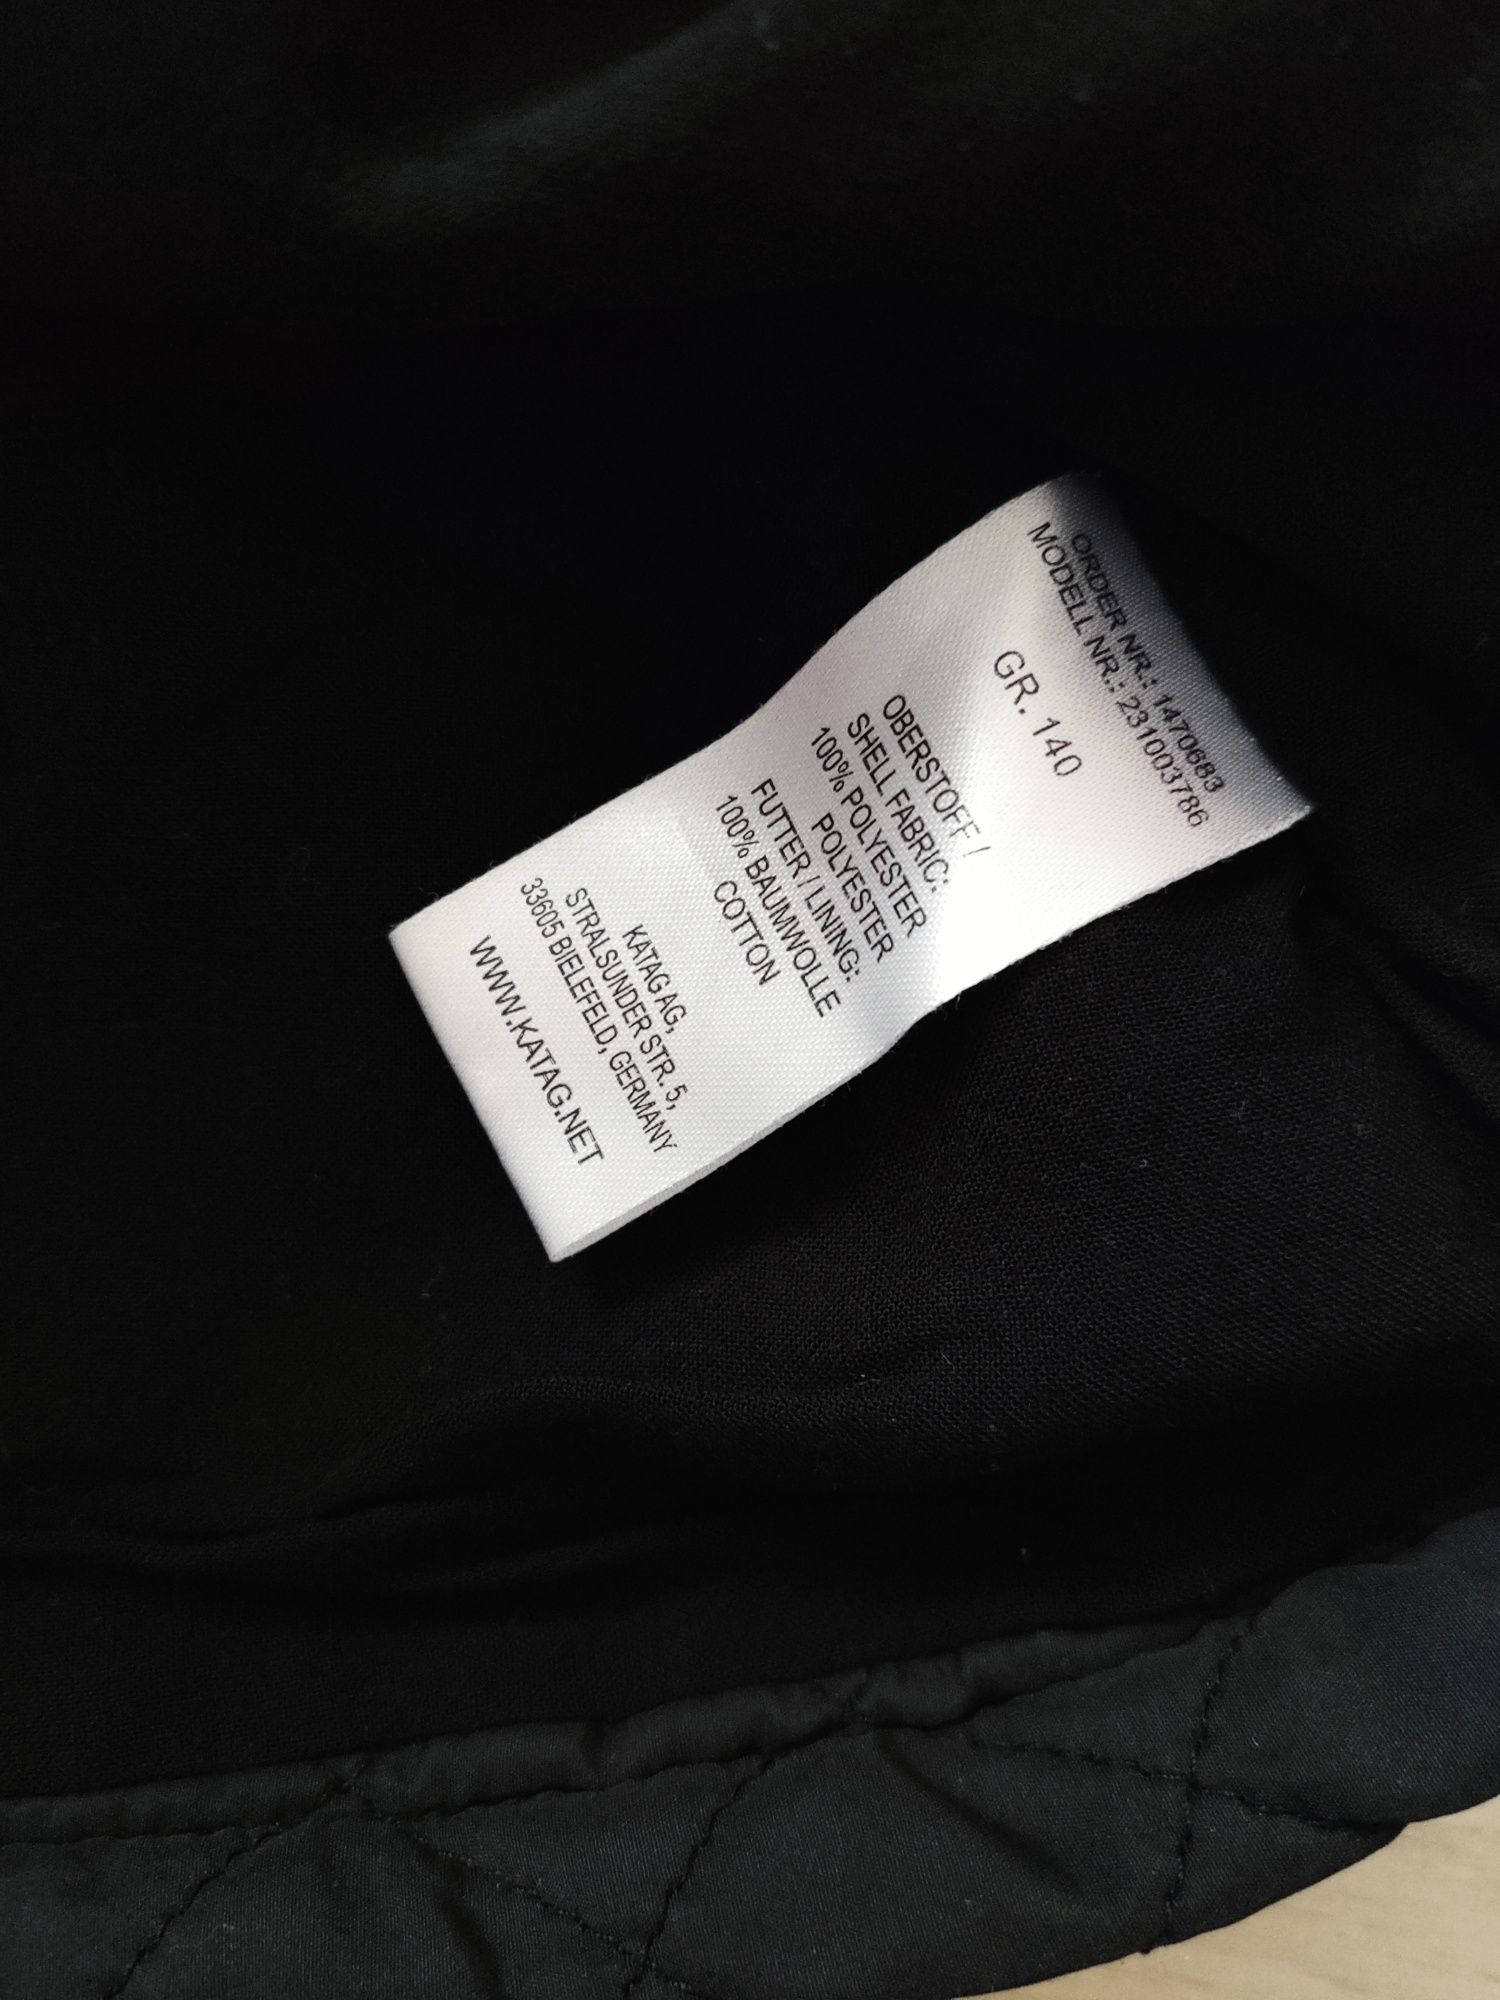 ORDER NR.: 1470683
MODELL NR.: 231003786
GR. 140
OBERSTOFF /
SHELL FABRIC:
100% POLYESTER
POLYESTER
FUTTER / LINING:
100% BAUMWOLLE
COTTON
KATAG AG,
STRALSUNDER STR. 5,
33605 BIELEFELD, GERMANY
WWW.KATAG.NET